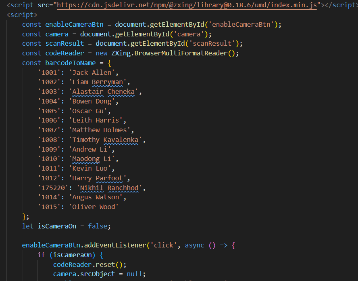 <script src="https://cdn.jsdelivr.net/npm/@zxing/library@0.18.6/umd/index.min.js"></script>
<script>
const enableCameraBtn = document.getElementById('enableCameraBtn');
const camera = document.getElementById('camera');
const scanResult = document.getElementById('scanResult');
const codeReader = new ZXing.BrowserMultiFormatReader();
const barcodeToName = {
'1001': 'Jack Allen',
'1002': 'Liam Berryman',
'1003': 'Alastair Cheneka',
'1004': 'Bowen Dong',
'1005': 'Oscar Gu',
'1006': 'Leith Harris',
'1007': 'Matthew Holmes',
'1008': 'Timothy Kavalenka',
'1009': 'Andrew Li',
'1010': 'Maodong Li',
'1011': 'Kevin Luo',
'1012': 'Harry Parfoot',
'175220': 'Nikhil Ranchhod',
'1014': 'Angus Watson',
'1015': 'Oliver Wood'
};
let isCameraOn = false;
enableCameraBtn.addEventListener('click', async () => {
if (isCameraOn) {
codeReader.reset();
camera.srcObject = null;